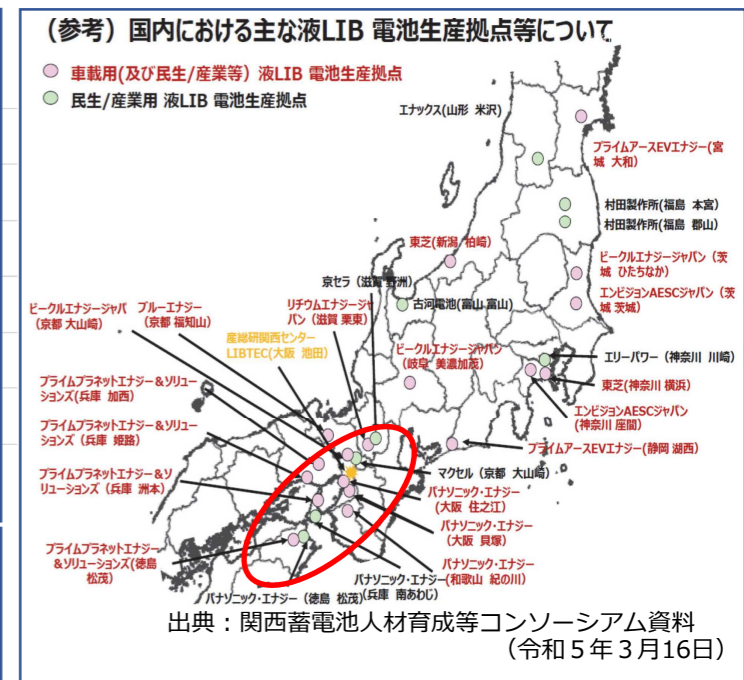 (参考) 国内における主な液LIB 電池生産拠点等について
車載用(及び民生/産業等) 液LIB 電池生産拠点
民生/産業用 液LIB 電池生産拠点
エナックス(山形 米沢)
プライムアースEVエナジー(宮
城 大和)
村田製作所(福島 本宮)
村田製作所(福島 郡山)
東芝(新潟 柏崎)
ビークルエナジージャパン（茨
城 ひたちなか）
京セラ（滋賀 野洲）
エンビジョンAESCジャパン（茨
城 茨城）
ビークルエナジージャパ
（京都 大山崎）
ブルーエナジー
（京都 福知山）
リチウムエナジージャ
パン（滋賀 栗東）
古河電池(富山 富山)
産総研関西センター
LIBTEC(大阪 池田)
ビークルエナジージャパン
（岐阜 美濃加茂）
エリーパワー（神奈川 川崎）
東芝(神奈川 横浜)
プライムプラネットエナジー＆ソリュー
ションズ(兵庫 加西)
エンビジョンAESCジャパン
(神奈川 座間)
プライムプラネットエナジー＆ソリュー
ションズ（兵庫 姫路）
プライムアースEVエナジー(静岡 湖西)
プライムプラネットエナジー＆ソ
リューションズ（兵庫 洲本）
マクセル（京都 大山崎）
パナソニック・エナジー
（大阪 住之江）
パナソニック・エナジー
（大阪 貝塚）
プライムプラネットエナジー
＆ソリューションズ(徳島
松茂）
パナソニック・エナジー
(和歌山 紀の川）
パナソニック・エナジー
（兵庫 南あわじ）
パナソニック・エナジー（徳島 松茂）
出典：関西蓄電池人材育成等コンソーシアム資料
（令和５年３月16日）